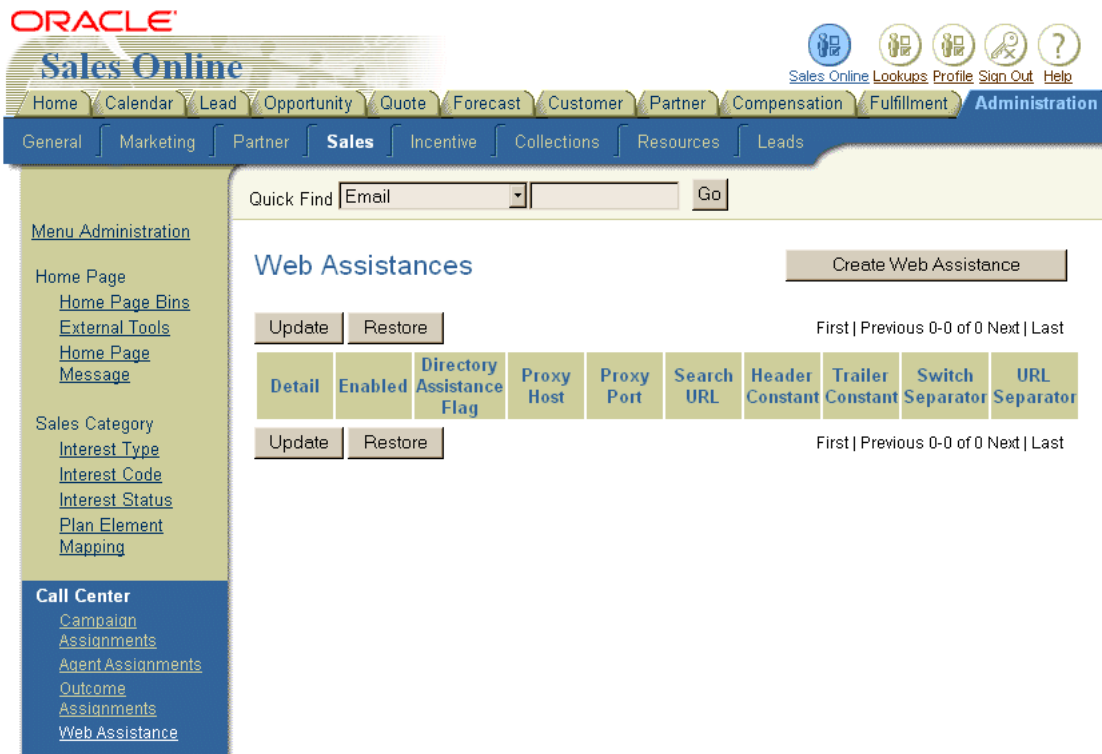 ORACLE
Sales Online
Sales Online Lookups Profile Sign Out Help
Home Calendar Lead Opportunity Quote Forecast Customer Partner Compensation Fulfillment Administration
General Marketing Partner Sales Incentive Collections Resources Leads
Quick Find Email Go
Menu Administration
Home Page
Home Page Bins
External Tools
Home Page
Message
Sales Category
Interest Type
Interest Code
Interest Status
Plan Element
Mapping
Call Center
Campaign
Assignments
Agent Assignments
Outcome
Assignments
Web Assistance
Web Assistances Create Web Assistance
Update Restore First | Previous 0-0 of 0 Next | Last
Detail Enabled Directory Assistance Flag Proxy Host Proxy Port Search URL Header Constant Trailer Constant Switch Separator URL Separator
Update Restore First | Previous 0-0 of 0 Next | Last